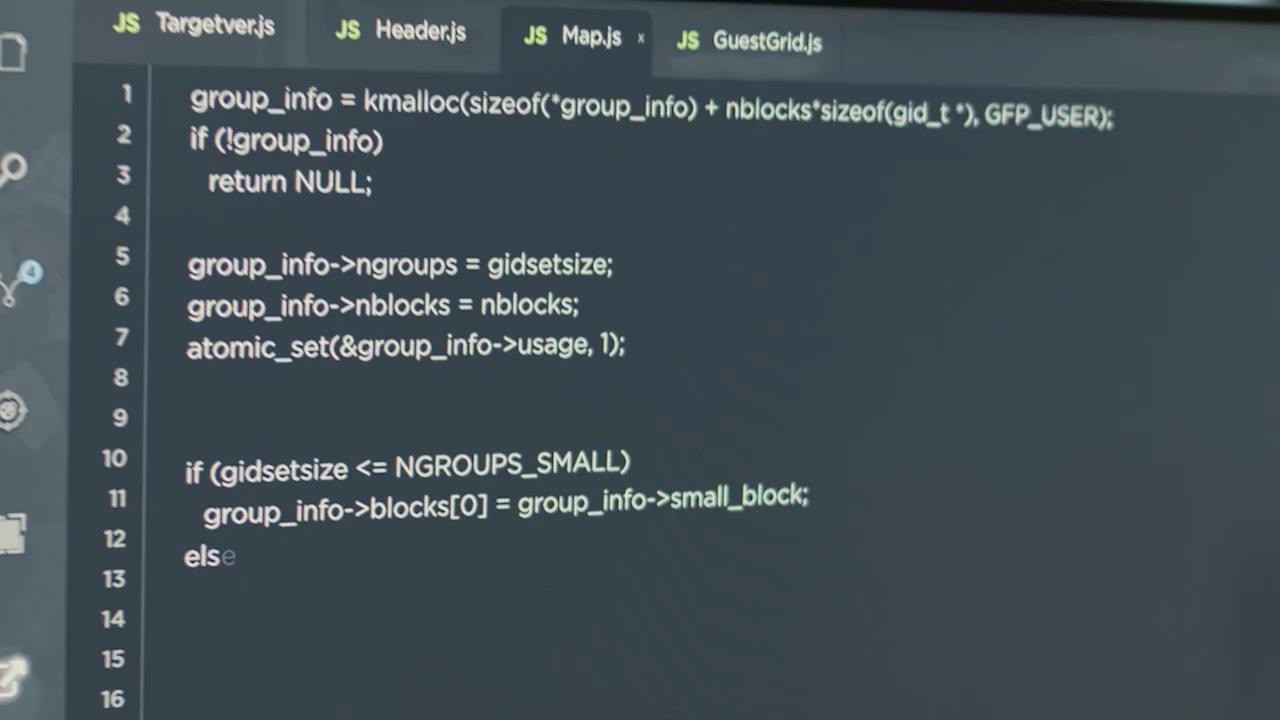 JS Targetver.js JS Header.js JS Map.js x JS GuestGrid.js
1 group_info = kmalloc(sizeof(*group_info) + nblocks*sizeof(gid_t *), GFP_USER);
2 if (!group_info)
3 return NULL;
4
5 group_info->ngroups = gidsetsize;
6 group_info->nblocks = nblocks;
7 atomic_set(&group_info->usage, 1);
8
9
10 if (gidsetsize <= NGROUPS_SMALL)
11 group_info->blocks[0] = group_info->small_block;
12 else
13
14
15
16
4